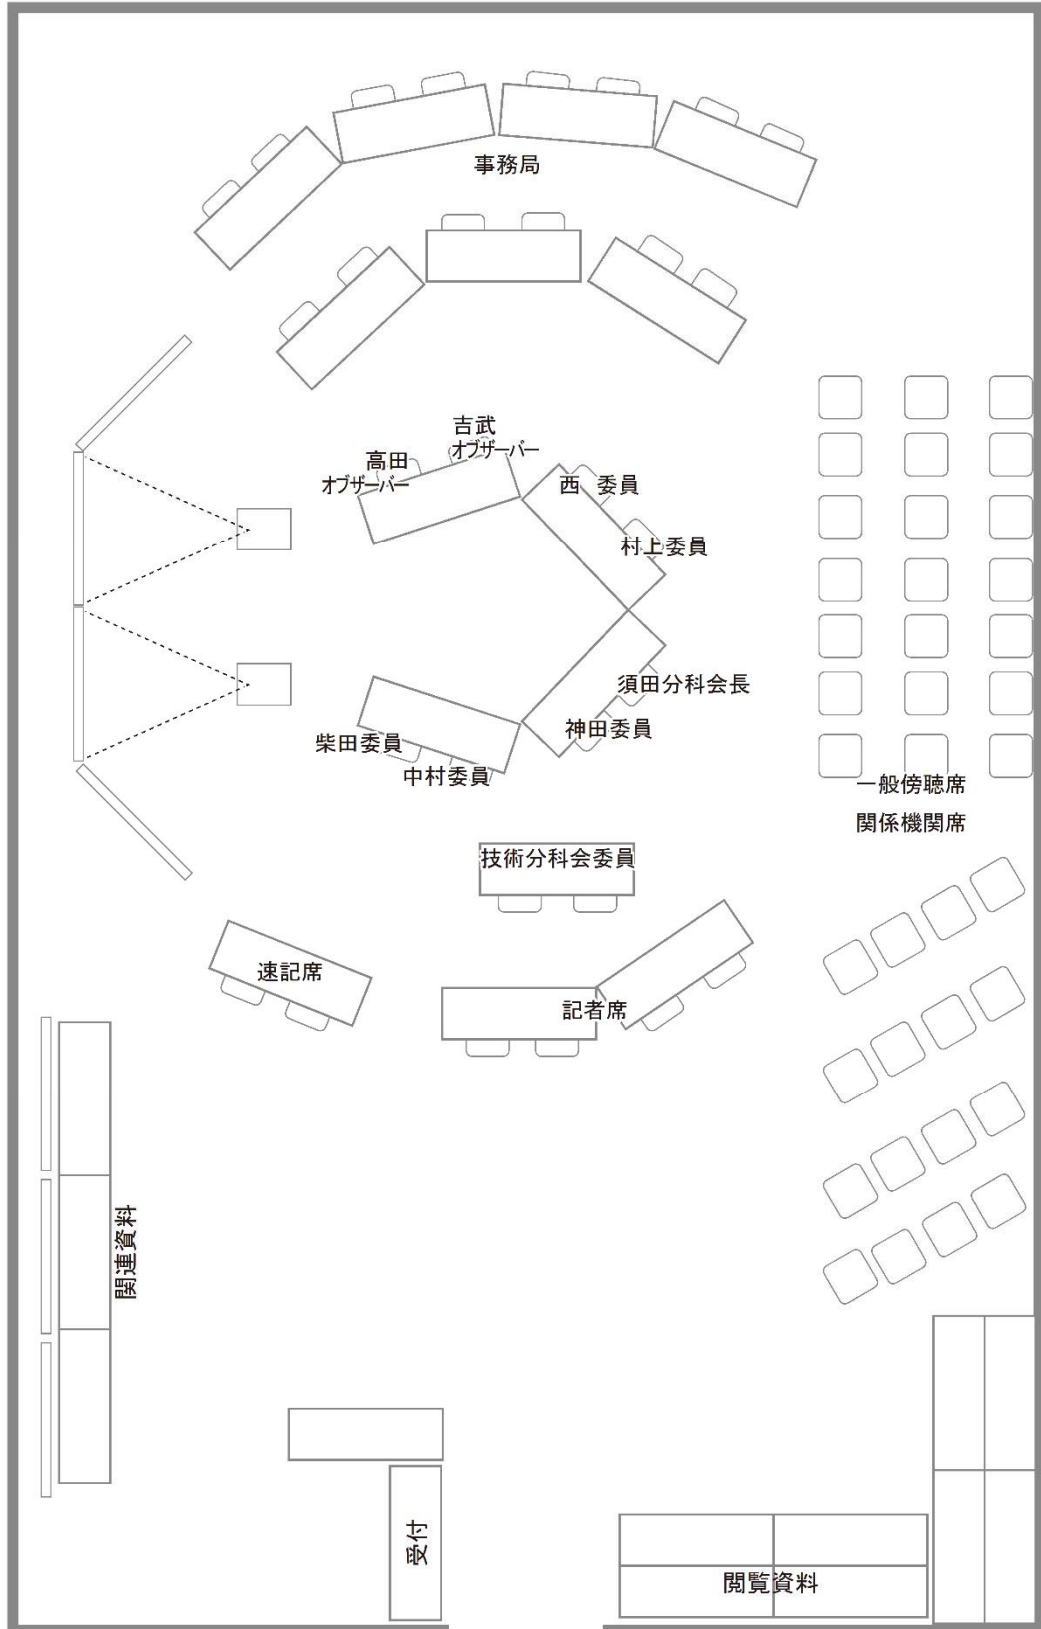 事務局
吉武
オブザーバー
高田
オブザーバー
西　委員
村上委員
須田分科会長
神田委員
柴田委員
中村委員
一般傍聴席
関係機関席
技術分科会委員
速記席
記者席
関連資料
受付
閲覧資料